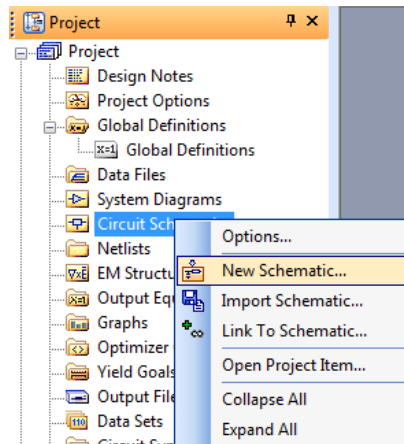 Project
Project
Design Notes
Project Options
Global Definitions
x=1 Global Definitions
Data Files
System Diagrams
Circuit Sch
Netlists
EM Structu
Output Equ
Graphs
Optimizer
Yield Goals
Output File
Data Sets
Options...
New Schematic...
Import Schematic...
Link To Schematic...
Open Project Item...
Collapse All
Expand All